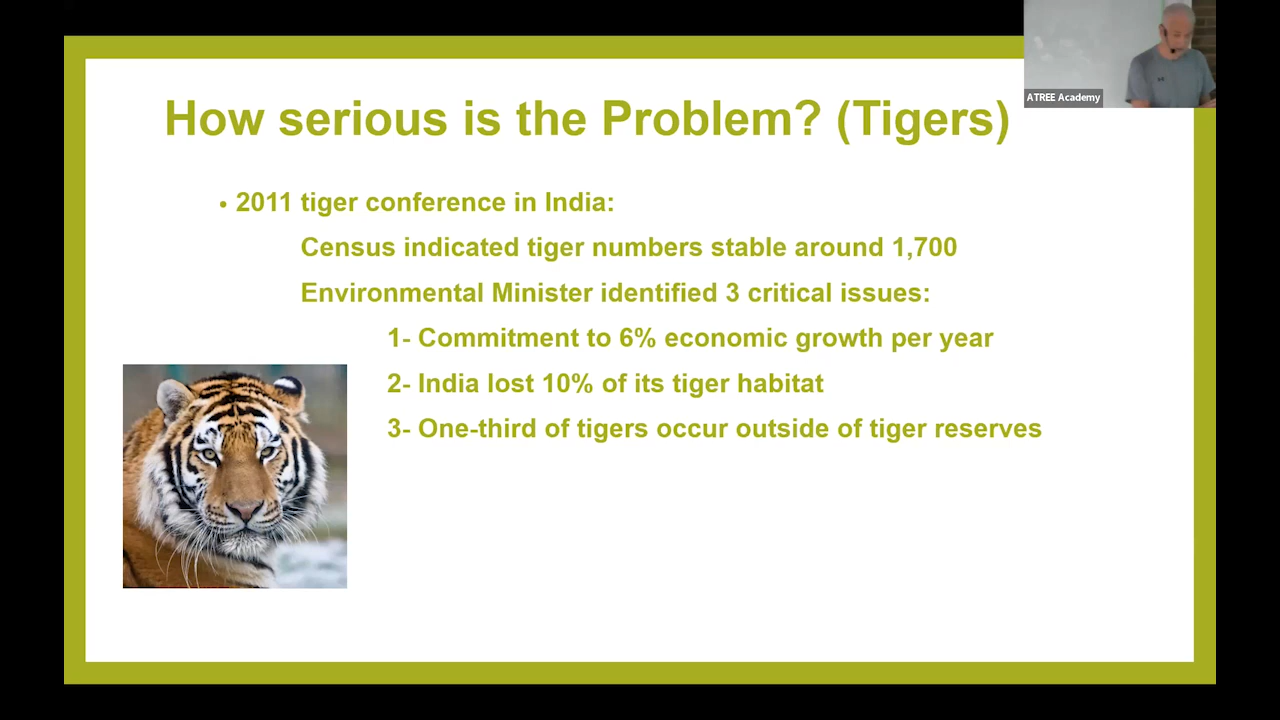 How serious is the Problem? (Tigers)
ATREE Academy
• 2011 tiger conference in India:
Census indicated tiger numbers stable around 1,700
Environmental Minister identified 3 critical issues:
1- Commitment to 6% economic growth per year
2- India lost 10% of its tiger habitat
3- One-third of tigers occur outside of tiger reserves